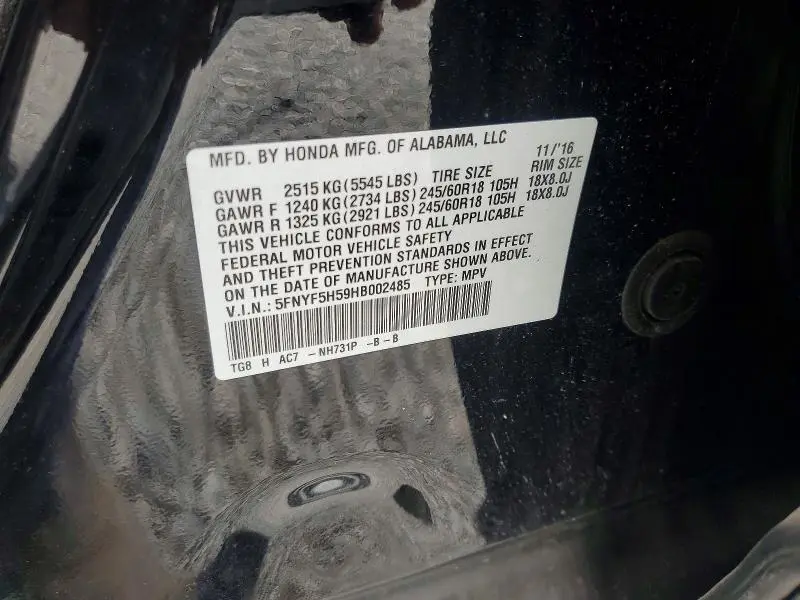 MFD. BY HONDA MFG. OF ALABAMA, LLC 11/'16
GVWR 2515 KG (5545 LBS) TIRE SIZE RIM SIZE
GAWR F 1240 KG (2734 LBS) 245/60R18 105H 18X8.0J
GAWR R 1325 KG (2921 LBS) 245/60R18 105H 18X8.0J
THIS VEHICLE CONFORMS TO ALL APPLICABLE
FEDERAL MOTOR VEHICLE SAFETY
AND THEFT PREVENTION STANDARDS IN EFFECT
ON THE DATE OF MANUFACTURE SHOWN ABOVE.
V.I.N.: 5FNYF5H59HB002485 TYPE: MPV
TG8 H AC7 -NH731P -B-B